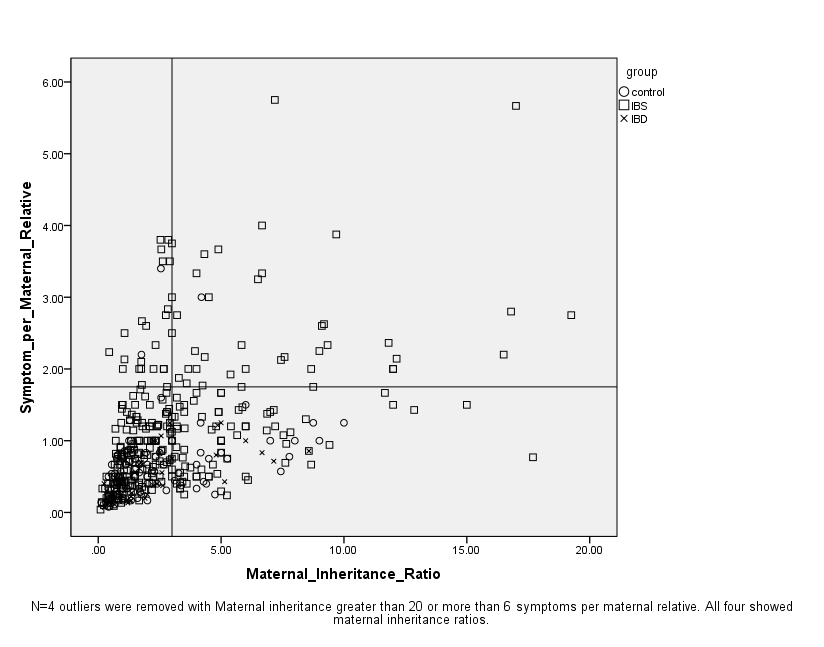 group
control
IBS
IBD
6.00
5.00
4.00
3.00
2.00
1.00
.00
Symptom_per_Maternal_Relative
.00
5.00
10.00
15.00
20.00
Maternal_Inheritance_Ratio
N=4 outliers were removed with Maternal inheritance greater than 20 or more than 6 symptoms per maternal relative. All four showed
maternal inheritance ratios.